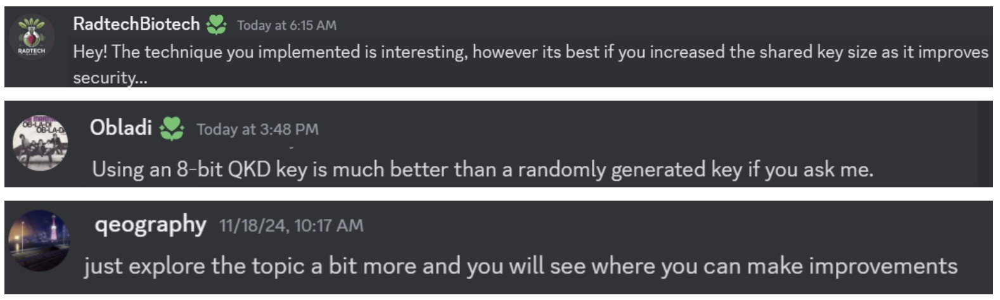 RadtechBiotech Today at 6:15 AM
Hey! The technique you implemented is interesting, however its best if you increased the shared key size as it improves
security...
RADTECH
Obladi Today at 3:48 PM
OB-LA-DI
OB-LA-DA
Using an 8-bit QKD key is much better than a randomly generated key if you ask me.
qeography 11/18/24, 10:17 AM
just explore the topic a bit more and you will see where you can make improvements